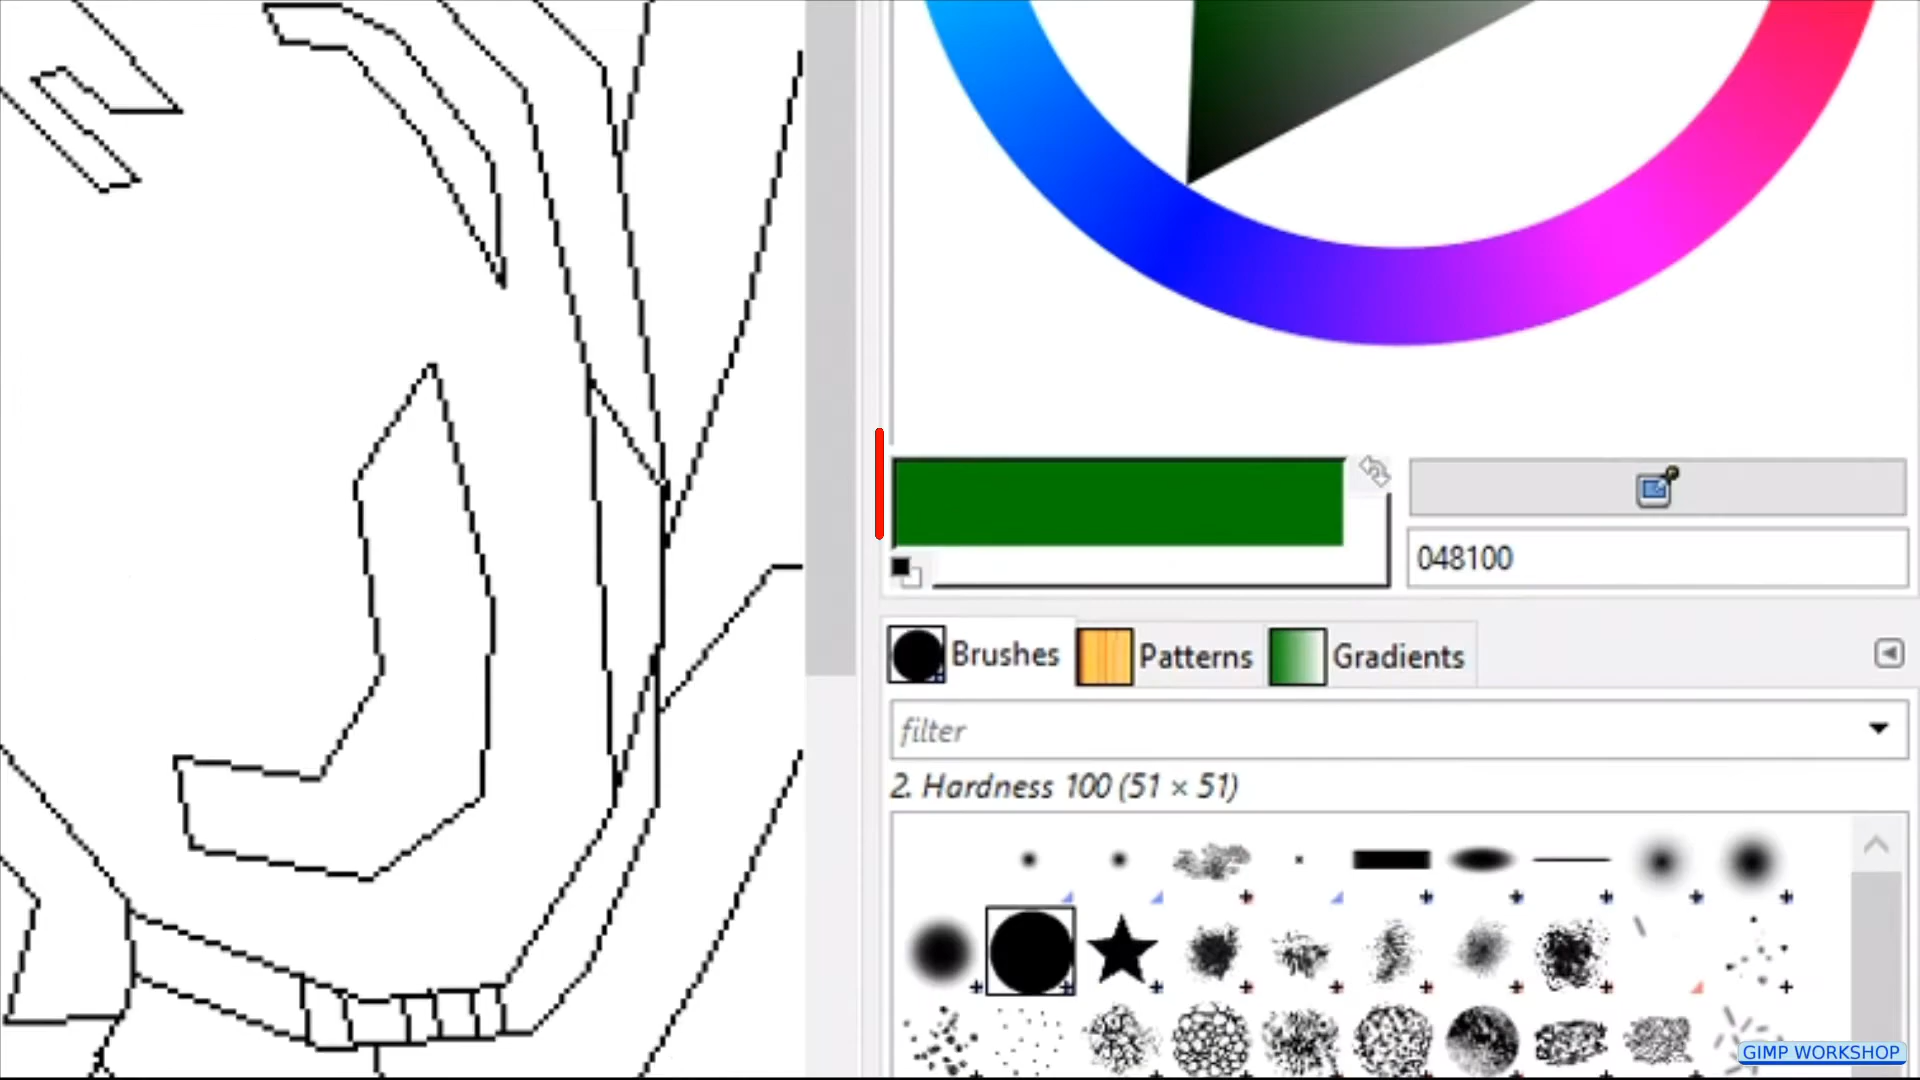 048100
Brushes Patterns Gradients
filter
2. Hardness 100 (51 × 51)
GIMP WORKSHOP